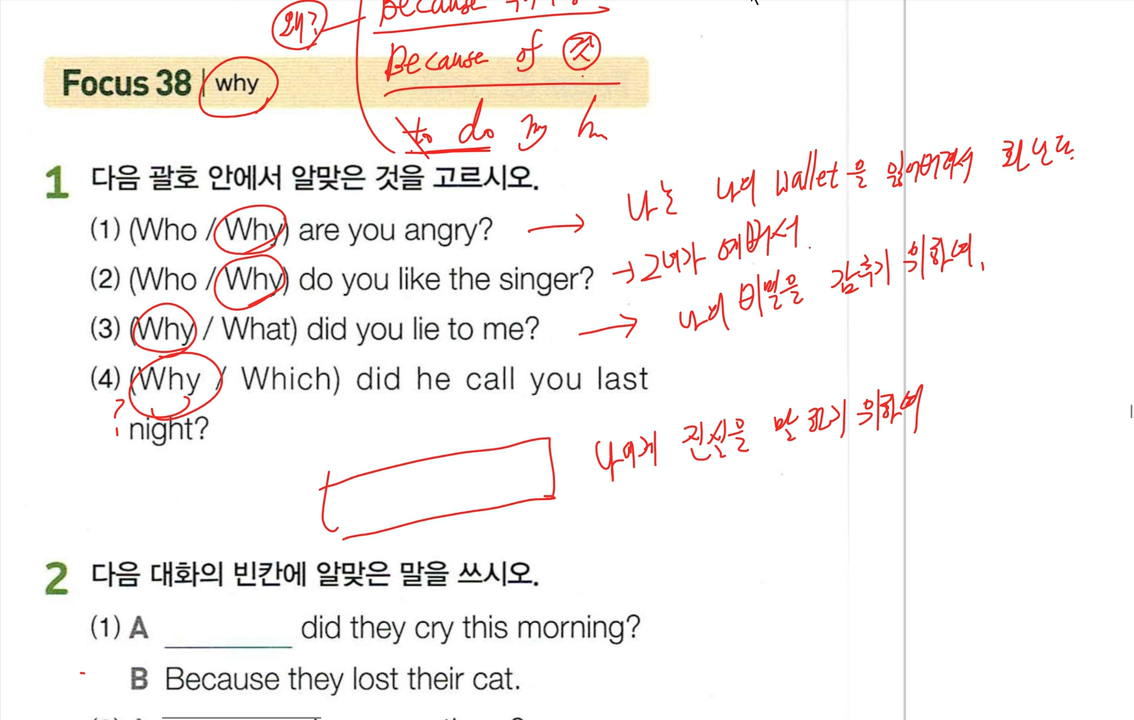 왜?
Because
Because of 것
to do
Focus 38 | why
1 다음 괄호 안에서 알맞은 것을 고르시오.
나는 나의 wallet을 잃어버려서 화난다.
(1) (Who / Why) are you angry?
그녀가 예뻐서.
(2) (Who / Why) do you like the singer?
나의 비밀을 감추기 위하여.
(3) (Why / What) did you lie to me?
(4) (Why / Which) did he call you last
night?
나에게 진실을 말하기 위하여
2 다음 대화의 빈칸에 알맞은 말을 쓰시오.
(1) A ________ did they cry this morning?
B Because they lost their cat.